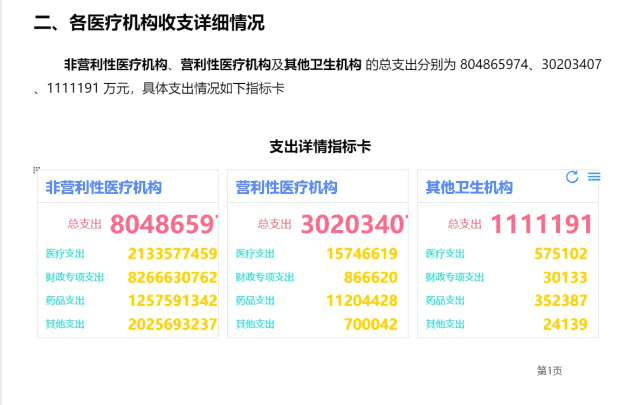 二、各医疗机构收支详细情况
非营利性医疗机构、营利性医疗机构及其他卫生机构 的总支出分别为 804865974、30203407
、1111191 万元，具体支出情况如下指标卡
支出详情指标卡
非营利性医疗机构
总支出 80486597
医疗支出 2133577459
财政专项支出 8266630762
药品支出 1257591342
其他支出 2025693237
营利性医疗机构
总支出 30203407
医疗支出 15746619
财政专项支出 866620
药品支出 11204428
其他支出 700042
其他卫生机构
总支出 1111191
医疗支出 575102
财政专项支出 30133
药品支出 352387
其他支出 24139
第1页